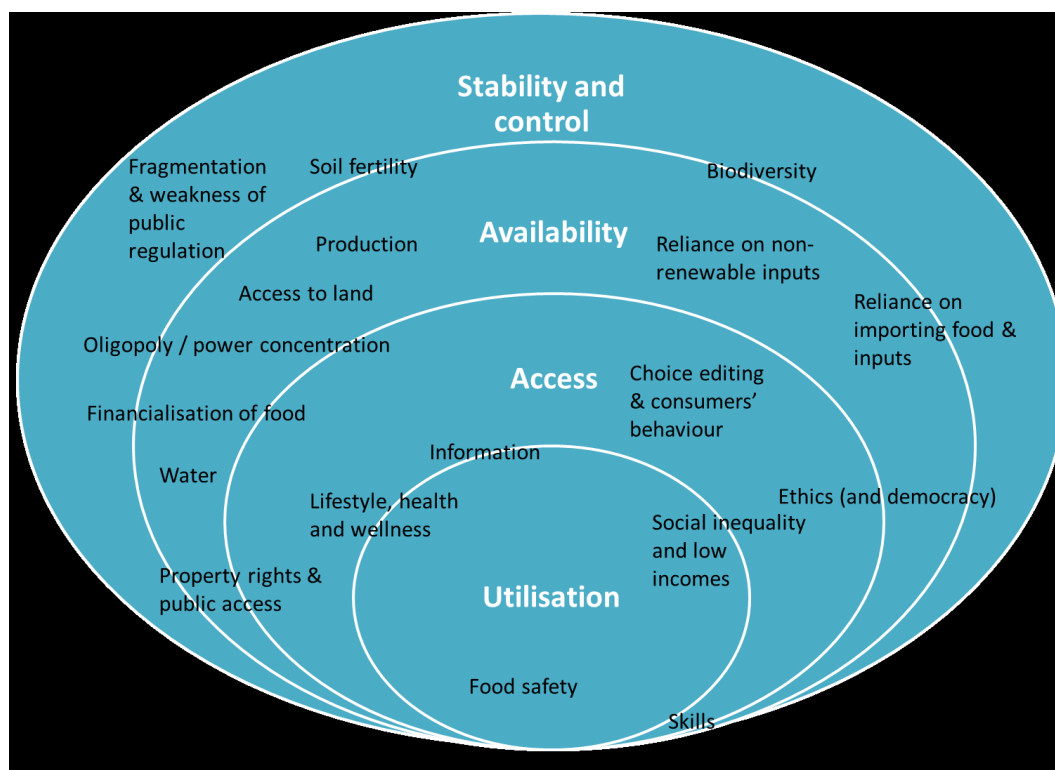 Stability and
control
Fragmentation
& weakness of
public
regulation
Soil fertility
Biodiversity
Availability
Production
Reliance on non-
renewable inputs
Access to land
Reliance on
importing food &
inputs
Oligopoly / power concentration
Access
Choice editing
& consumers’
behaviour
Financialisation of food
Information
Water
Lifestyle, health
and wellness
Ethics (and democracy)
Social inequality
and low
incomes
Property rights &
public access
Utilisation
Food safety
Skills